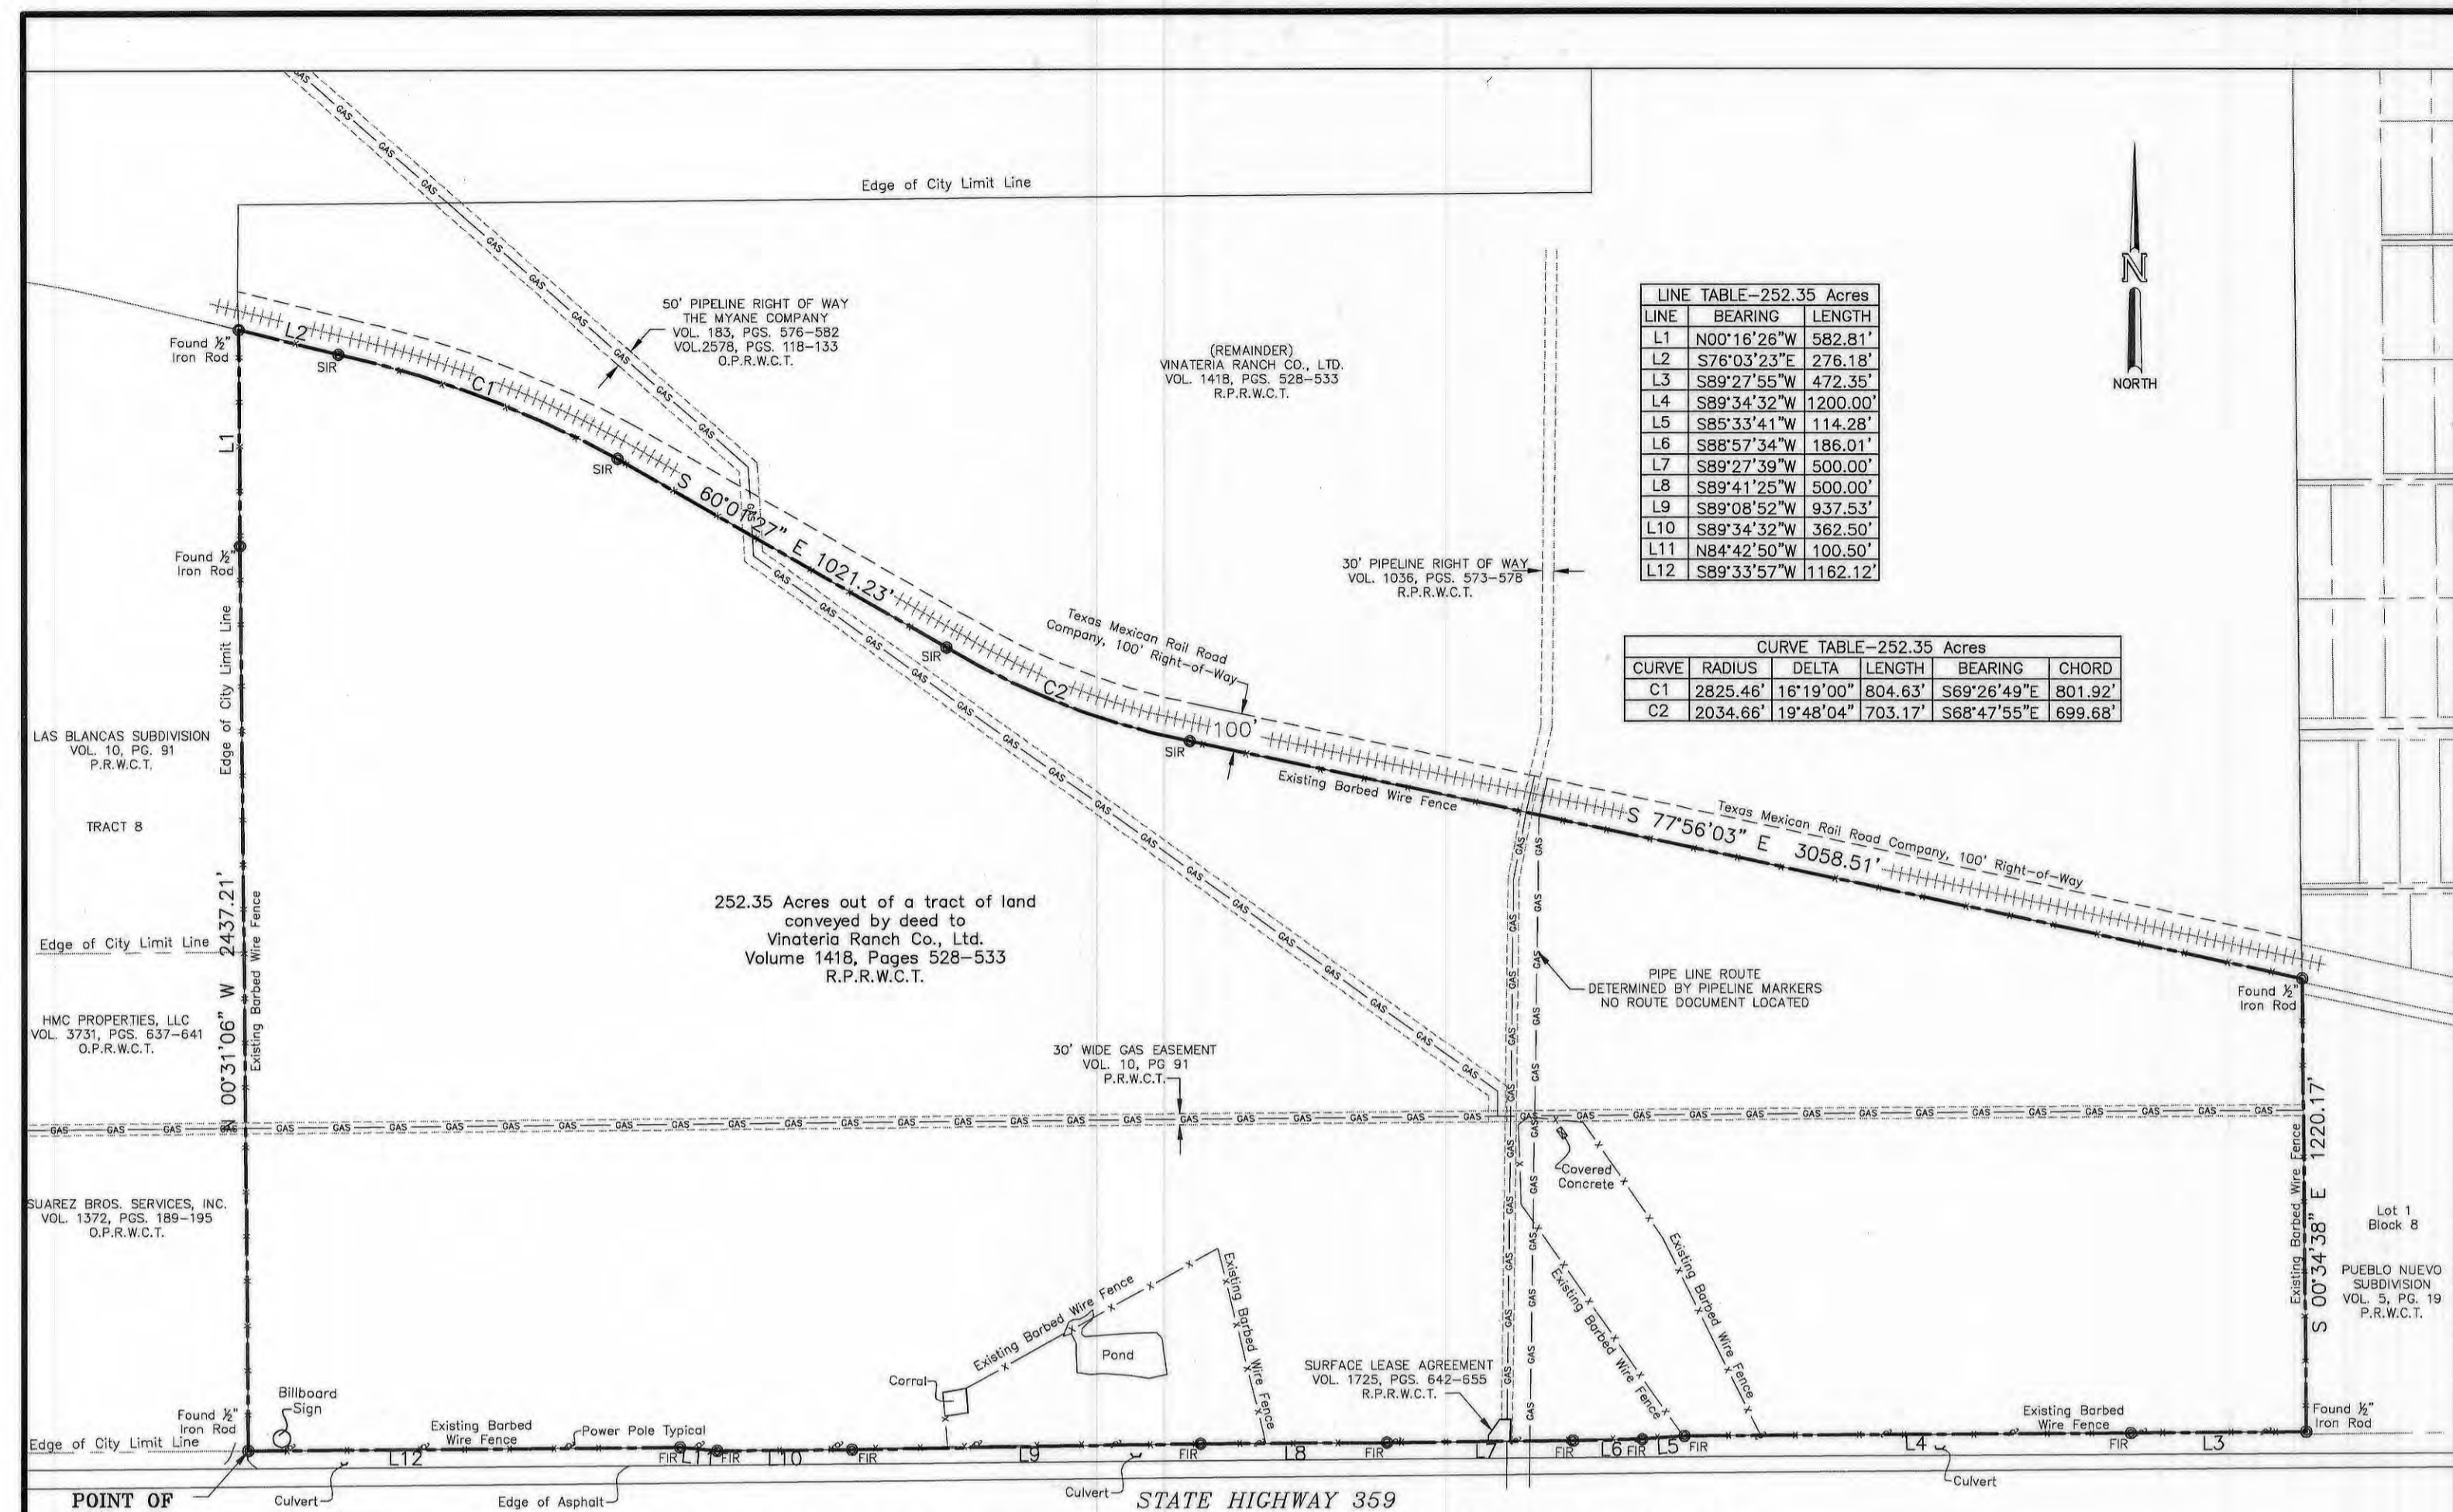 Edge of City Limit Line
50' PIPELINE RIGHT OF WAY
THE MYANE COMPANY
VOL. 183, PGS. 576-582
VOL.2578, PGS. 118-133
O.P.R.W.C.T.
(REMAINDER)
VINATERIA RANCH CO., LTD.
VOL. 1418, PGS. 528-533
R.P.R.W.C.T.
N
NORTH
LINE TABLE-252.35 Acres
LINE BEARING LENGTH
L1 N00°16'26"W 582.81'
L2 S76°03'23"E 276.18'
L3 S89°27'55"W 472.35'
L4 S89°34'32"W 1200.00'
L5 S85°33'41"W 114.28'
L6 S88°57'34"W 186.01'
L7 S89°27'39"W 500.00'
L8 S89°41'25"W 500.00'
L9 S89°08'52"W 937.53'
L10 S89°34'32"W 362.50'
L11 N84°42'50"W 100.50'
L12 S89°33'57"W 1162.12'
CURVE TABLE-252.35 Acres
CURVE RADIUS DELTA LENGTH BEARING CHORD
C1 2825.46' 16°19'00" 804.63' S69°26'49"E 801.92'
C2 2034.66' 19°48'04" 703.17' S68°47'55"E 699.68'
Found ½"
Iron Rod
L2
SIR
C1
SIR
L1
S 60°01'27" E 1021.23'
Found ½"
Iron Rod
30' PIPELINE RIGHT OF WAY
VOL. 1036, PGS. 573-578
R.P.R.W.C.T.
Texas Mexican Rail Road
Company, 100' Right-of-Way
SIR
C2
100'
SIR
Existing Barbed Wire Fence
S 77°56'03" E 3058.51'
Texas Mexican Rail Road Company, 100' Right-of-Way
Edge of City Limit Line
LAS BLANCAS SUBDIVISION
VOL. 10, PG. 91
P.R.W.C.T.
TRACT 8
N 00°31'06" W 2437.21'
Existing Barbed Wire Fence
252.35 Acres out of a tract of land
conveyed by deed to
Vinateria Ranch Co., Ltd.
Volume 1418, Pages 528-533
R.P.R.W.C.T.
Edge of City Limit Line
PIPE LINE ROUTE
DETERMINED BY PIPELINE MARKERS
NO ROUTE DOCUMENT LOCATED
Found ½"
Iron Rod
HMC PROPERTIES, LLC
VOL. 3731, PGS. 637-641
O.P.R.W.C.T.
30' WIDE GAS EASEMENT
VOL. 10, PG 91
P.R.W.C.T.
GAS GAS GAS GAS GAS GAS GAS GAS GAS GAS
Covered
Concrete
SUAREZ BROS. SERVICES, INC.
VOL. 1372, PGS. 189-195
O.P.R.W.C.T.
Existing Barbed Wire Fence
S 00°34'38" E 1220.17'
Lot 1
Block 8
PUEBLO NUEVO
SUBDIVISION
VOL. 5, PG. 19
P.R.W.C.T.
Existing Barbed Wire Fence
Existing Barbed Wire Fence
Existing Barbed Wire Fence
Existing Barbed Wire Fence
Pond
Corral
SURFACE LEASE AGREEMENT
VOL. 1725, PGS. 642-655
R.P.R.W.C.T.
Billboard
Sign
Found ½"
Iron Rod
Existing Barbed
Wire Fence
Power Pole Typical
Existing Barbed
Wire Fence
Found ½"
Iron Rod
Edge of City Limit Line
L12
FIR
L11
FIR
L10
FIR
L9
FIR
L8
FIR
L7
FIR
L6
FIR
L5
FIR
L4
FIR
L3
POINT OF
Culvert
Edge of Asphalt
Culvert
STATE HIGHWAY 359
Culvert